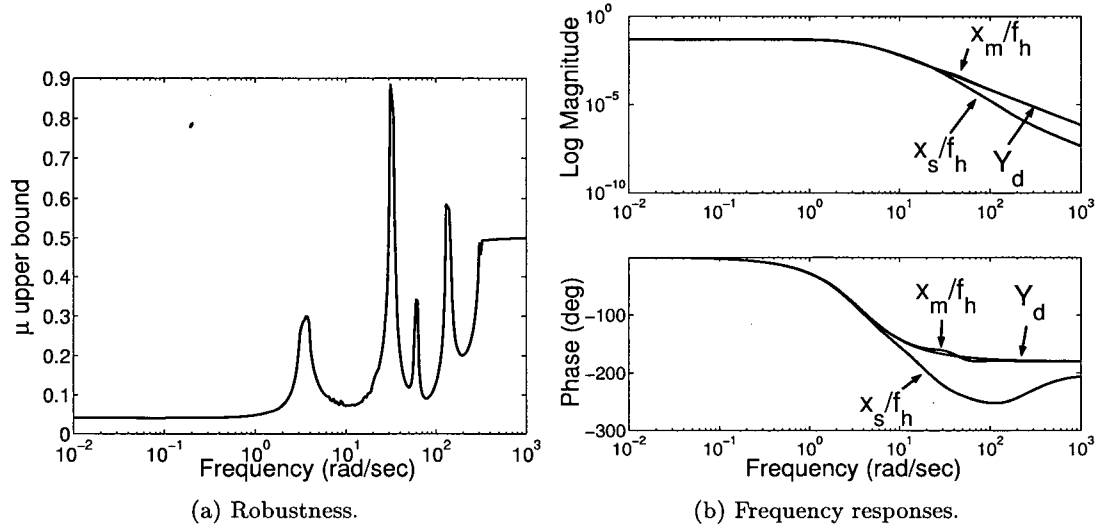 0.9
0.8
0.7
0.6
0.5
0.4
0.3
0.2
0.1
0
μ upper bound
10^-2 10^-1 10^0 10^1 10^2 10^3
Frequency (rad/sec)
(a) Robustness.
10^0
10^-5
10^-10
Log Magnitude
x_m/f_h
x_s/f_h
Y_d
10^-2 10^-1 10^0 10^1 10^2 10^3
-100
-200
-300
Phase (deg)
x_m/f_h
Y_d
x_s/f_h
10^-2 10^-1 10^0 10^1 10^2 10^3
Frequency (rad/sec)
(b) Frequency responses.